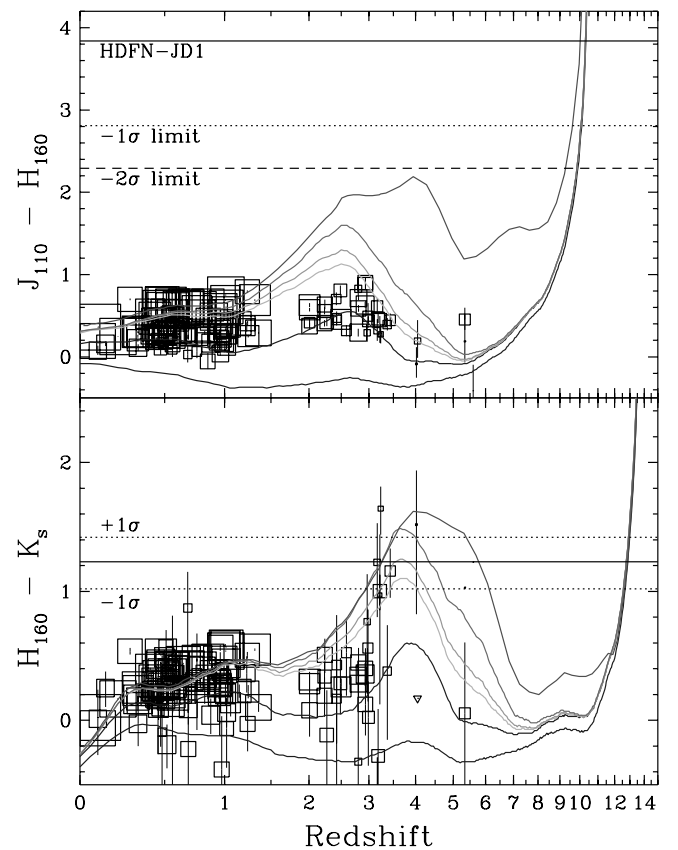 4
HDFN−JD1
3
−1σ limit
−2σ limit
2
1
0
J₁₁₀ − H₁₆₀
2
+1σ
1
−1σ
0
H₁₆₀ − Kₛ
0 1 2 3 4 5 6 7 8 9 10 12 14
Redshift